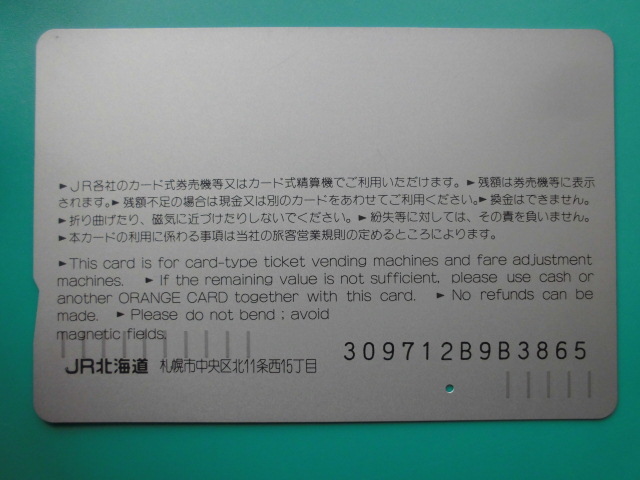 ►JR各社のカード式券売機等又はカード式精算機でご利用いただけます。►残額は券売機等に表示
されます。►残額不足の場合は現金又は別のカードをあわせてご利用ください。►換金はできません。
►折り曲げたり、磁気に近づけたりしないでください。►紛失等に対しては、その責を負いません。
►本カードの利用に係わる事項は当社の旅客営業規則の定めるところによります。
►This card is for card-type ticket vending machines and fare adjustment
machines. ►If the remaining value is not sufficient, please use cash or
another ORANGE CARD together with this card. ►No refunds can be
made. ►Please do not bend ; avoid
magnetic fields.
309712B9B3865
JR北海道 札幌市中央区北11条西15丁目